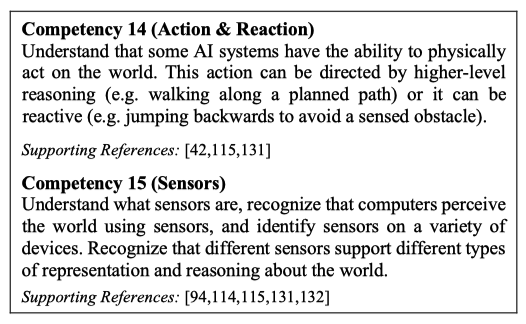 Competency 14 (Action & Reaction)
Understand that some AI systems have the ability to physically
act on the world. This action can be directed by higher-level
reasoning (e.g. walking along a planned path) or it can be
reactive (e.g. jumping backwards to avoid a sensed obstacle).
Supporting References: [42,115,131]
Competency 15 (Sensors)
Understand what sensors are, recognize that computers perceive
the world using sensors, and identify sensors on a variety of
devices. Recognize that different sensors support different types
of representation and reasoning about the world.
Supporting References: [94,114,115,131,132]